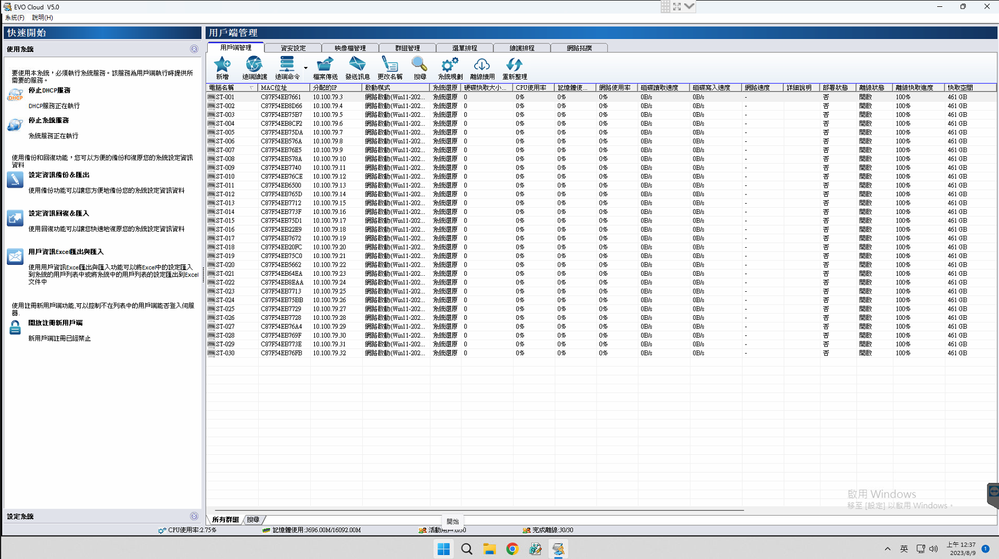 EVO Cloud V5.0
系統(F) 說明(H)
快速開始
使用系統
要使用本系統，必須執行系統服務。該服務為用戶端執行時提供所
需要的服務。
停止DHCP服務
DHCP服務正在執行
停止系統服務
系統服務正在執行
使用備份和回復功能，您可以方便的備份和復原您的系統設定資訊
資料
設定資訊備份&匯出
使用備份功能可以讓您方便地備份您的系統設定資訊資料
設定資訊回復&匯入
使用回復功能可以讓您快速地復原您的系統設定資訊資料
用戶資訊Excel匯出與匯入
使用用戶資訊Excel匯出與匯入功能可以將Excel中的設定匯入
到系統的用戶列表中或將系統中的用戶列表的設定匯出到Excel
文件中
使用註冊新用戶端功能,可以控制不在列表中的用戶端能否登入伺服
器.
開放註冊新用戶端
新用戶端註冊已經禁止
設定系統
用戶端管理
用戶端管理 資安設定 映像檔管理 群組管理 選單排程 維護排程 網路拓撲
新增 遠端維護 遠端命令 檔案傳送 發送訊息 更改名稱 搜尋 系統規劃 離線續用 重新整理
電腦名稱 MAC位址 分配的IP 啟動模式 系統還原 硬碟快取大小... CPU使用率 記憶體使... 網路使用率 磁碟讀取速度 磁碟寫入速度 網路速度 詳細說明 部署狀態 離線狀態 離線快取進度 快取空間
ST-001 C87F54EB7661 10.100.79.3 網路啟動(Win11-202... 系統還原 0 0% 0% 0% 0B/s 0B/s - 否 開啟 100% 461 GB
ST-002 C87F54EB8D66 10.100.79.4 網路啟動(Win11-202... 系統還原 0 0% 0% 0% 0B/s 0B/s - 否 開啟 100% 461 GB
ST-003 C87F54EB75B7 10.100.79.5 網路啟動(Win11-202... 系統還原 0 0% 0% 0% 0B/s 0B/s - 否 開啟 100% 461 GB
ST-004 C87F54EB8CF2 10.100.79.6 網路啟動(Win11-202... 系統還原 0 0% 0% 0% 0B/s 0B/s - 否 開啟 100% 461 GB
ST-005 C87F54EB75DA 10.100.79.7 網路啟動(Win11-202... 系統還原 0 0% 0% 0% 0B/s 0B/s - 否 開啟 100% 461 GB
ST-006 C87F54EB576A 10.100.79.8 網路啟動(Win11-202... 系統還原 0 0% 0% 0% 0B/s 0B/s - 否 開啟 100% 461 GB
ST-007 C87F54EB76E5 10.100.79.9 網路啟動(Win11-202... 系統還原 0 0% 0% 0% 0B/s 0B/s - 否 開啟 100% 461 GB
ST-008 C87F54EB578A 10.100.79.10 網路啟動(Win11-202... 系統還原 0 0% 0% 0% 0B/s 0B/s - 否 開啟 100% 461 GB
ST-009 C87F54EB7740 10.100.79.11 網路啟動(Win11-202... 系統還原 0 0% 0% 0% 0B/s 0B/s - 否 開啟 100% 461 GB
ST-010 C87F54EB76CE 10.100.79.12 網路啟動(Win11-202... 系統還原 0 0% 0% 0% 0B/s 0B/s - 否 開啟 100% 461 GB
ST-011 C87F54EB6500 10.100.79.13 網路啟動(Win11-202... 系統還原 0 0% 0% 0% 0B/s 0B/s - 否 開啟 100% 461 GB
ST-012 C87F54EB765D 10.100.79.14 網路啟動(Win11-202... 系統還原 0 0% 0% 0% 0B/s 0B/s - 否 開啟 100% 461 GB
ST-013 C87F54EB7712 10.100.79.15 網路啟動(Win11-202... 系統還原 0 0% 0% 0% 0B/s 0B/s - 否 開啟 100% 461 GB
ST-014 C87F54EB773F 10.100.79.16 網路啟動(Win11-202... 系統還原 0 0% 0% 0% 0B/s 0B/s - 否 開啟 100% 461 GB
ST-015 C87F54EB75D1 10.100.79.17 網路啟動(Win11-202... 系統還原 0 0% 0% 0% 0B/s 0B/s - 否 開啟 100% 461 GB
ST-016 C87F54EB22E9 10.100.79.18 網路啟動(Win11-202... 系統還原 0 0% 0% 0% 0B/s 0B/s - 否 開啟 100% 461 GB
ST-017 C87F54EB7672 10.100.79.19 網路啟動(Win11-202... 系統還原 0 0% 0% 0% 0B/s 0B/s - 否 開啟 100% 461 GB
ST-018 C87F54EB20FC 10.100.79.20 網路啟動(Win11-202... 系統還原 0 0% 0% 0% 0B/s 0B/s - 否 開啟 100% 461 GB
ST-019 C87F54EB75C0 10.100.79.21 網路啟動(Win11-202... 系統還原 0 0% 0% 0% 0B/s 0B/s - 否 開啟 100% 461 GB
ST-020 C87F54EB5662 10.100.79.22 網路啟動(Win11-202... 系統還原 0 0% 0% 0% 0B/s 0B/s - 否 開啟 100% 461 GB
ST-021 C87F54EB64EA 10.100.79.23 網路啟動(Win11-202... 系統還原 0 0% 0% 0% 0B/s 0B/s - 否 開啟 100% 461 GB
ST-022 C87F54EB8EAA 10.100.79.24 網路啟動(Win11-202... 系統還原 0 0% 0% 0% 0B/s 0B/s - 否 開啟 100% 461 GB
ST-023 C87F54EB7713 10.100.79.25 網路啟動(Win11-202... 系統還原 0 0% 0% 0% 0B/s 0B/s - 否 開啟 100% 461 GB
ST-024 C87F54EB75BB 10.100.79.26 網路啟動(Win11-202... 系統還原 0 0% 0% 0% 0B/s 0B/s - 否 開啟 100% 461 GB
ST-025 C87F54EB7729 10.100.79.27 網路啟動(Win11-202... 系統還原 0 0% 0% 0% 0B/s 0B/s - 否 開啟 100% 461 GB
ST-026 C87F54EB7728 10.100.79.28 網路啟動(Win11-202... 系統還原 0 0% 0% 0% 0B/s 0B/s - 否 開啟 100% 461 GB
ST-027 C87F54EB76A4 10.100.79.29 網路啟動(Win11-202... 系統還原 0 0% 0% 0% 0B/s 0B/s - 否 開啟 100% 461 GB
ST-028 C87F54EB769F 10.100.79.30 網路啟動(Win11-202... 系統還原 0 0% 0% 0% 0B/s 0B/s - 否 開啟 100% 461 GB
ST-029 C87F54EB773E 10.100.79.31 網路啟動(Win11-202... 系統還原 0 0% 0% 0% 0B/s 0B/s - 否 開啟 100% 461 GB
ST-030 C87F54EB76FB 10.100.79.32 網路啟動(Win11-202... 系統還原 0 0% 0% 0% 0B/s 0B/s - 否 開啟 100% 461 GB
啟用 Windows
移至 [設定] 以啟用 Windows。
所有群組 搜尋
開始
CPU使用率:2.75% 記憶體使用:3696.00M/16092.00M 活動用戶:0/30 完成離線:30/30
DHCP
英
上午 12:37
2023/8/9
1